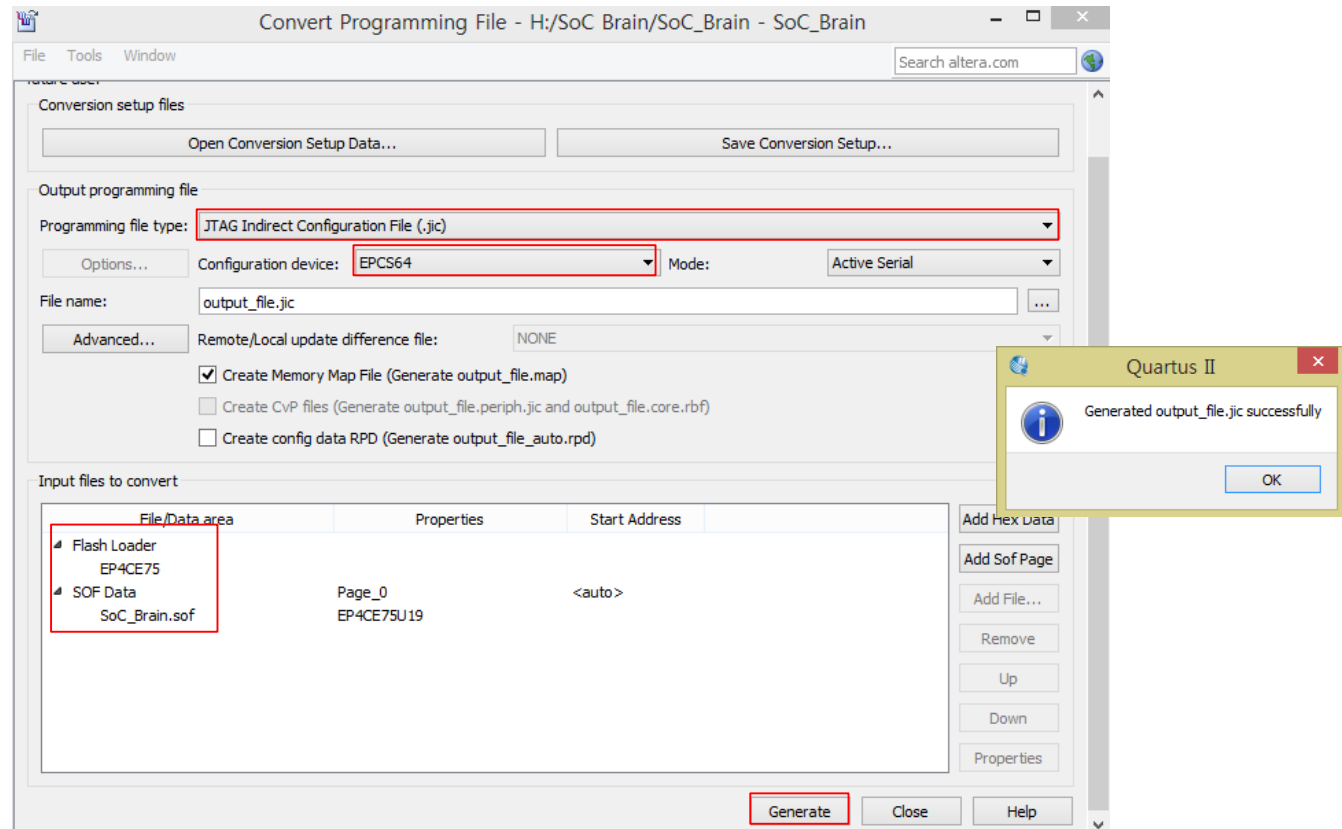 Convert Programming File - H:/SoC Brain/SoC_Brain - SoC_Brain
File Tools Window
Search altera.com
Conversion setup files
Open Conversion Setup Data...
Save Conversion Setup...
Output programming file
Programming file type: JTAG Indirect Configuration File (.jic)
Options... Configuration device: EPCS64 Mode: Active Serial
File name: output_file.jic ...
Advanced... Remote/Local update difference file: NONE
Create Memory Map File (Generate output_file.map)
Create CvP files (Generate output_file.periph.jic and output_file.core.rbf)
Create config data RPD (Generate output_file_auto.rpd)
Quartus II
Generated output_file.jic successfully
OK
Input files to convert
File/Data area Properties Start Address
Flash Loader
EP4CE75
SOF Data Page_0 <auto>
SoC_Brain.sof EP4CE75U19
Add Hex Data
Add Sof Page
Add File...
Remove
Up
Down
Properties
Generate Close Help